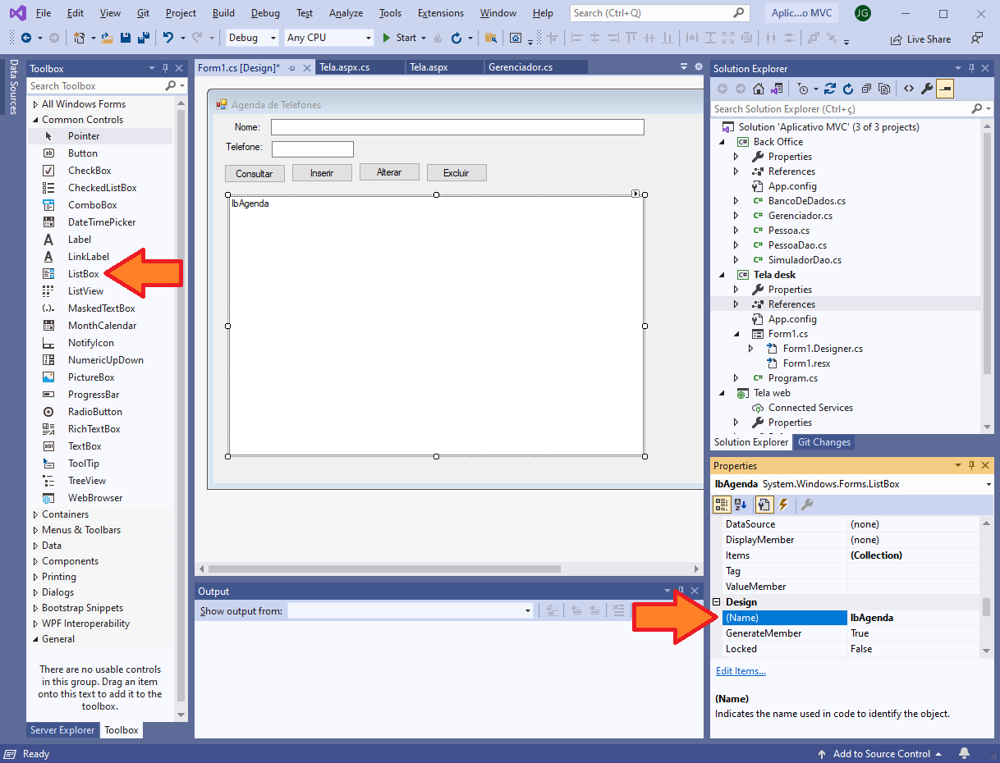 File Edit View Git Project Build Debug Test Analyze Tools Extensions Window Help Search (Ctrl+Q) Aplic...o MVC JG
Debug Any CPU Start Live Share
Data Sources
Toolbox
Search Toolbox
All Windows Forms
Common Controls
Pointer
Button
CheckBox
CheckedListBox
ComboBox
DateTimePicker
Label
LinkLabel
ListBox
ListView
MaskedTextBox
MonthCalendar
NotifyIcon
NumericUpDown
PictureBox
ProgressBar
RadioButton
RichTextBox
TextBox
ToolTip
TreeView
WebBrowser
Containers
Menus & Toolbars
Data
Components
Printing
Dialogs
Bootstrap Snippets
WPF Interoperability
General
There are no usable controls
in this group. Drag an item
onto this text to add it to the
toolbox.
Server Explorer Toolbox
Form1.cs [Design]* Tela.aspx.cs Tela.aspx Gerenciador.cs
Agenda de Telefones
Nome:
Telefone:
Consultar Inserir Alterar Excluir
lbAgenda
Output
Show output from:
Solution Explorer
Search Solution Explorer (Ctrl+ç)
Solution 'Aplicativo MVC' (3 of 3 projects)
C# Back Office
Properties
References
App.config
C# BancoDeDados.cs
C# Gerenciador.cs
C# Pessoa.cs
C# PessoaDao.cs
C# SimuladorDao.cs
C# Tela desk
Properties
References
App.config
Form1.cs
Form1.Designer.cs
Form1.resx
C# Program.cs
Tela web
Connected Services
Properties
Solution Explorer Git Changes
Properties
lbAgenda System.Windows.Forms.ListBox
DataSource (none)
DisplayMember (none)
Items (Collection)
Tag
ValueMember
Design
(Name) lbAgenda
GenerateMember True
Locked False
Edit Items...
(Name)
Indicates the name used in code to identify the object.
Ready Add to Source Control